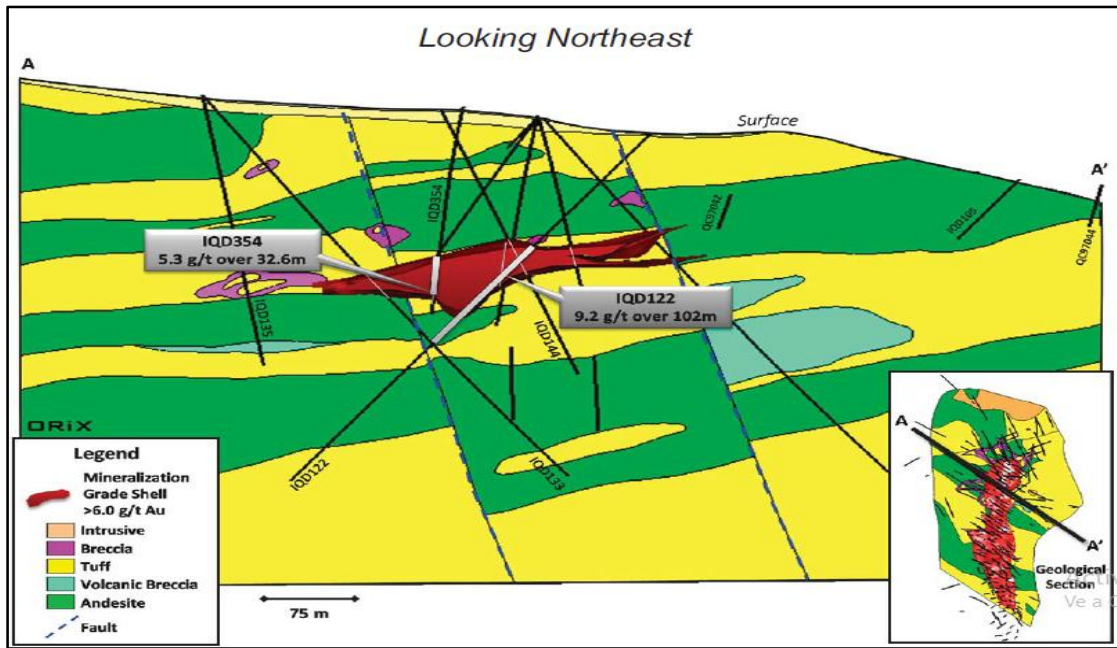 Looking Northeast
A
Surface
A'
IQD354
QC97042
IQD105
QC97044
IQD354
5.3 g/t over 32.6m
IQD122
9.2 g/t over 102m
IQD135
IQD144
ORiX
IQD122
IQD133
Legend
Mineralization
Grade Shell
>6.0 g/t Au
Intrusive
Breccia
Tuff
Volcanic Breccia
Andesite
Fault
75 m
A
A'
Geological
Section